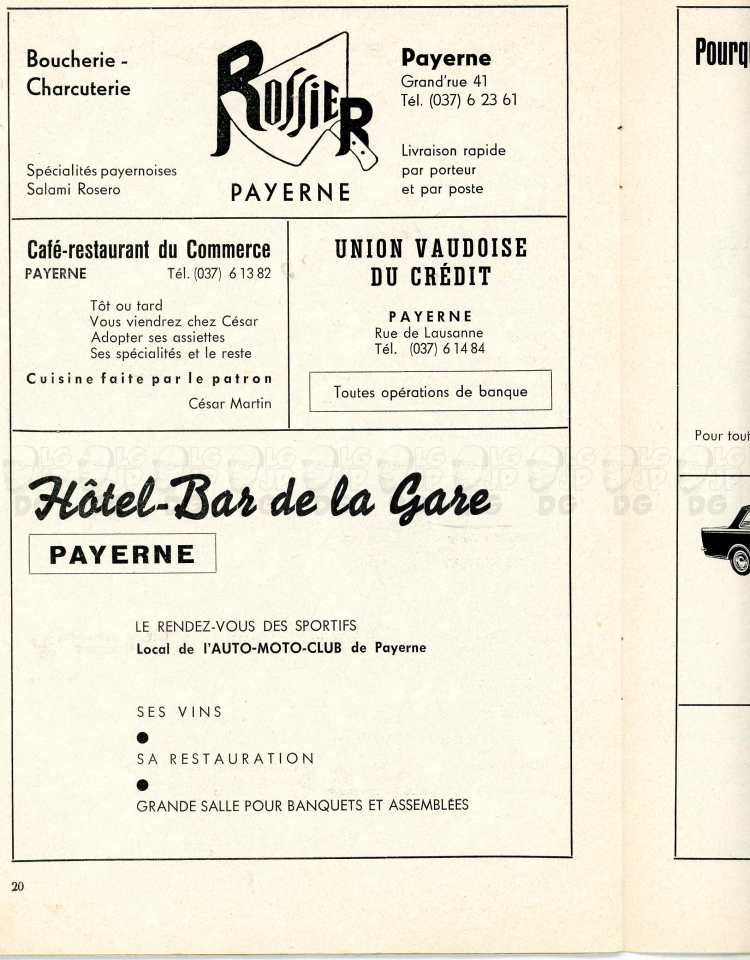 Boucherie -
Charcuterie
Spécialités payernoises
Salami Rosero
ROSSIER
PAYERNE
Payerne
Grand'rue 41
Tél. (037) 6 23 61
Livraison rapide
par porteur
et par poste
Café-restaurant du Commerce
PAYERNE Tél. (037) 6 13 82
Tôt ou tard
Vous viendrez chez César
Adopter ses assiettes
Ses spécialités et le reste
Cuisine faite par le patron
César Martin
UNION VAUDOISE
DU CRÉDIT
PAYERNE
Rue de Lausanne
Tél. (037) 6 14 84
Toutes opérations de banque
Hôtel-Bar de la Gare
PAYERNE
LE RENDEZ-VOUS DES SPORTIFS
Local de l'AUTO-MOTO-CLUB de Payerne
SES VINS
SA RESTAURATION
GRANDE SALLE POUR BANQUETS ET ASSEMBLÉES
20
Pour tout